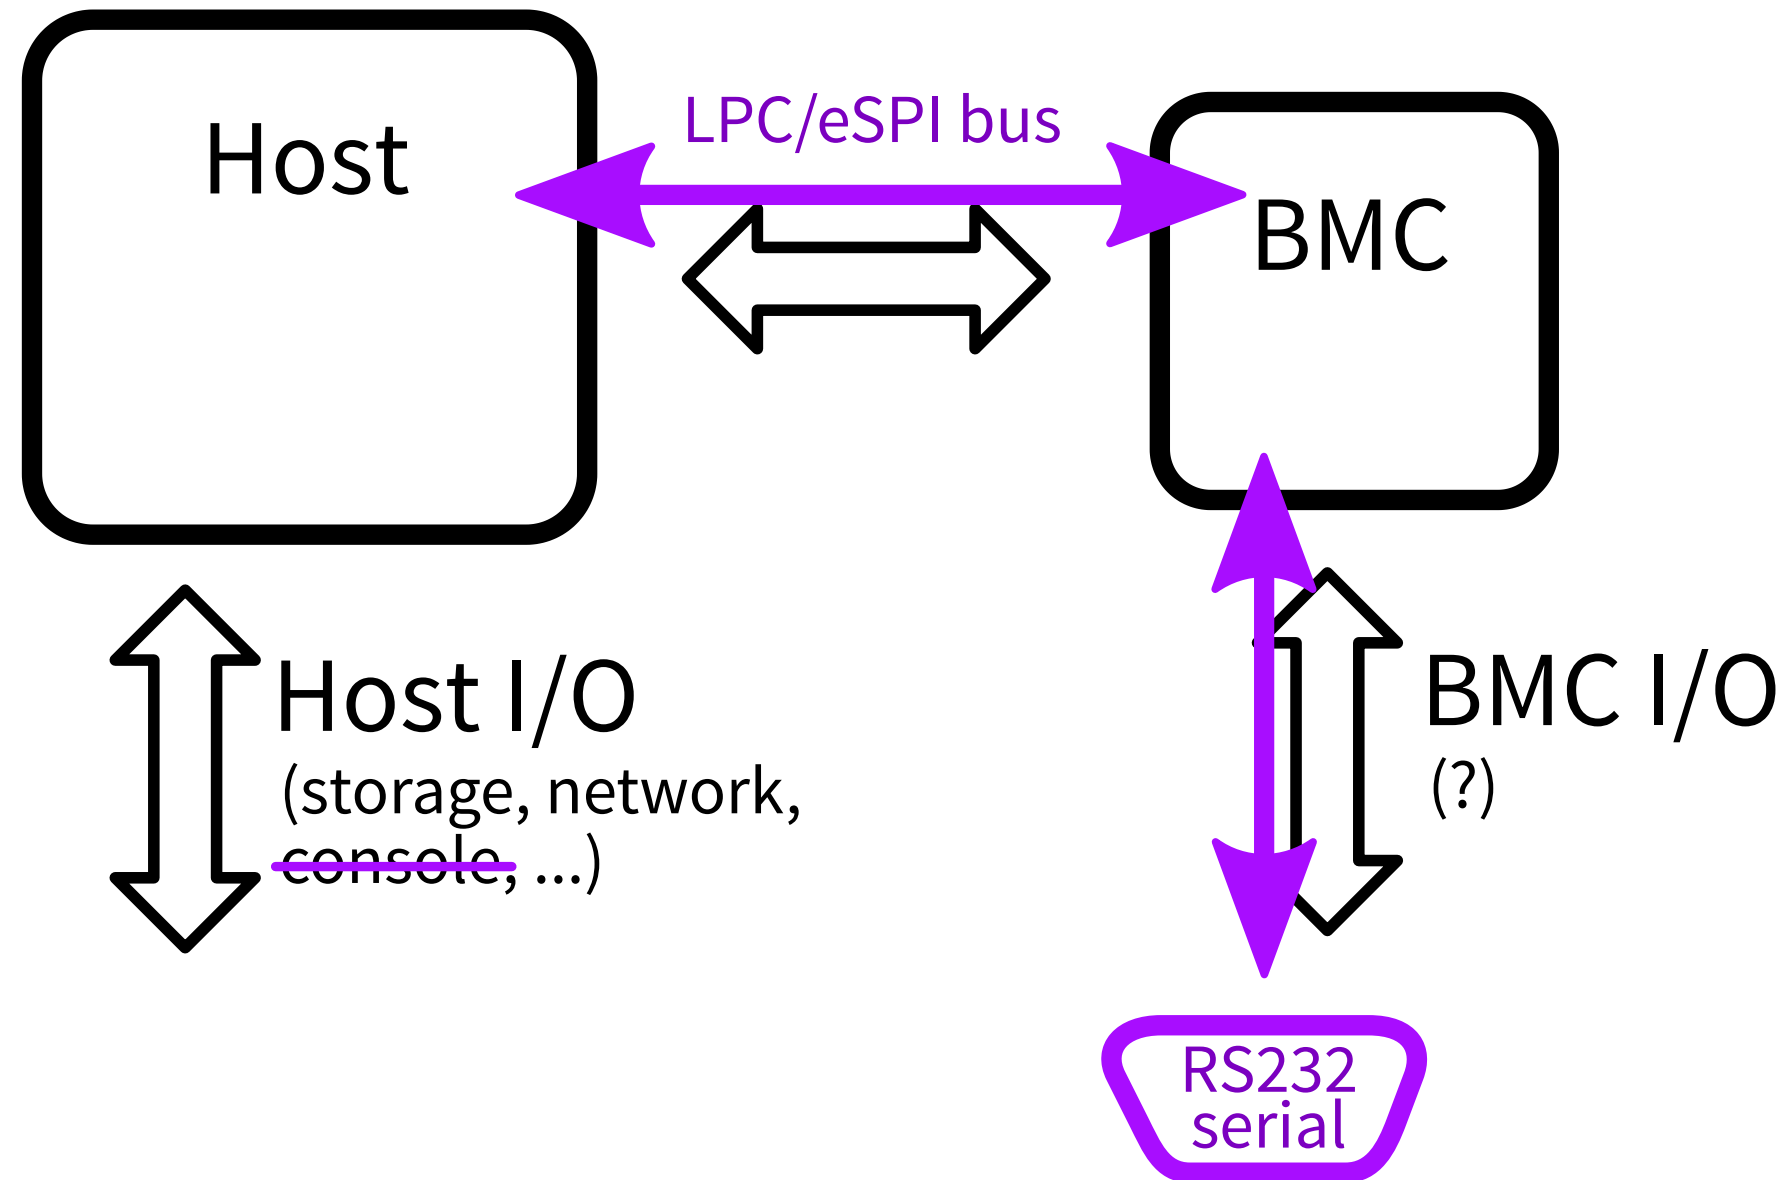 LPC/eSPI bus
Host
BMC
Host I/O
(storage, network,
console, ...)
BMC I/O
(?)
RS232
serial